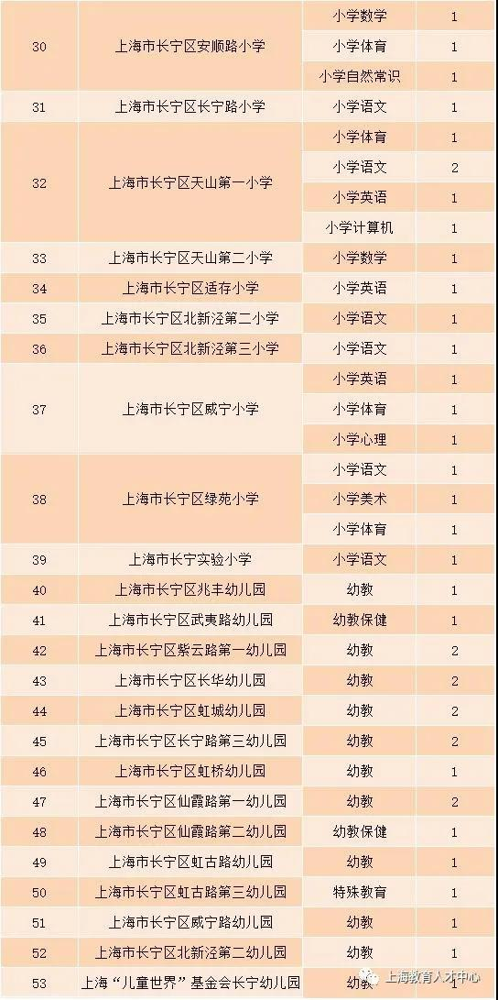 小学数学 1
30 上海市长宁区安顺路小学 小学体育 1
小学自然常识 1
31 上海市长宁区长宁路小学 小学语文 1
小学体育 1
32 上海市长宁区天山第一小学 小学语文 2
小学英语 1
小学计算机 1
33 上海市长宁区天山第二小学 小学数学 1
34 上海市长宁区适存小学 小学英语 1
35 上海市长宁区北新泾第二小学 小学语文 1
36 上海市长宁区北新泾第三小学 小学语文 1
小学英语 1
37 上海市长宁区威宁小学 小学体育 1
小学心理 1
小学语文 1
38 上海市长宁区绿苑小学 小学美术 1
小学体育 1
39 上海市长宁实验小学 小学语文 1
40 上海市长宁区兆丰幼儿园 幼教 1
41 上海市长宁区武夷路幼儿园 幼教保健 1
42 上海市长宁区紫云路第一幼儿园 幼教 2
43 上海市长宁区长华幼儿园 幼教 2
44 上海市长宁区虹城幼儿园 幼教 2
45 上海市长宁区长宁路第三幼儿园 幼教 2
46 上海市长宁区虹桥幼儿园 幼教 1
47 上海市长宁区仙霞路第一幼儿园 幼教 2
48 上海市长宁区仙霞路第二幼儿园 幼教保健 1
49 上海市长宁区虹古路幼儿园 幼教 1
50 上海市长宁区虹古路第三幼儿园 特殊教育 1
51 上海市长宁区威宁路幼儿园 幼教 1
52 上海市长宁区北新泾第二幼儿园 幼教 1
53 上海“儿童世界”基金会长宁幼儿园 幼教 1
上海教育人才中心